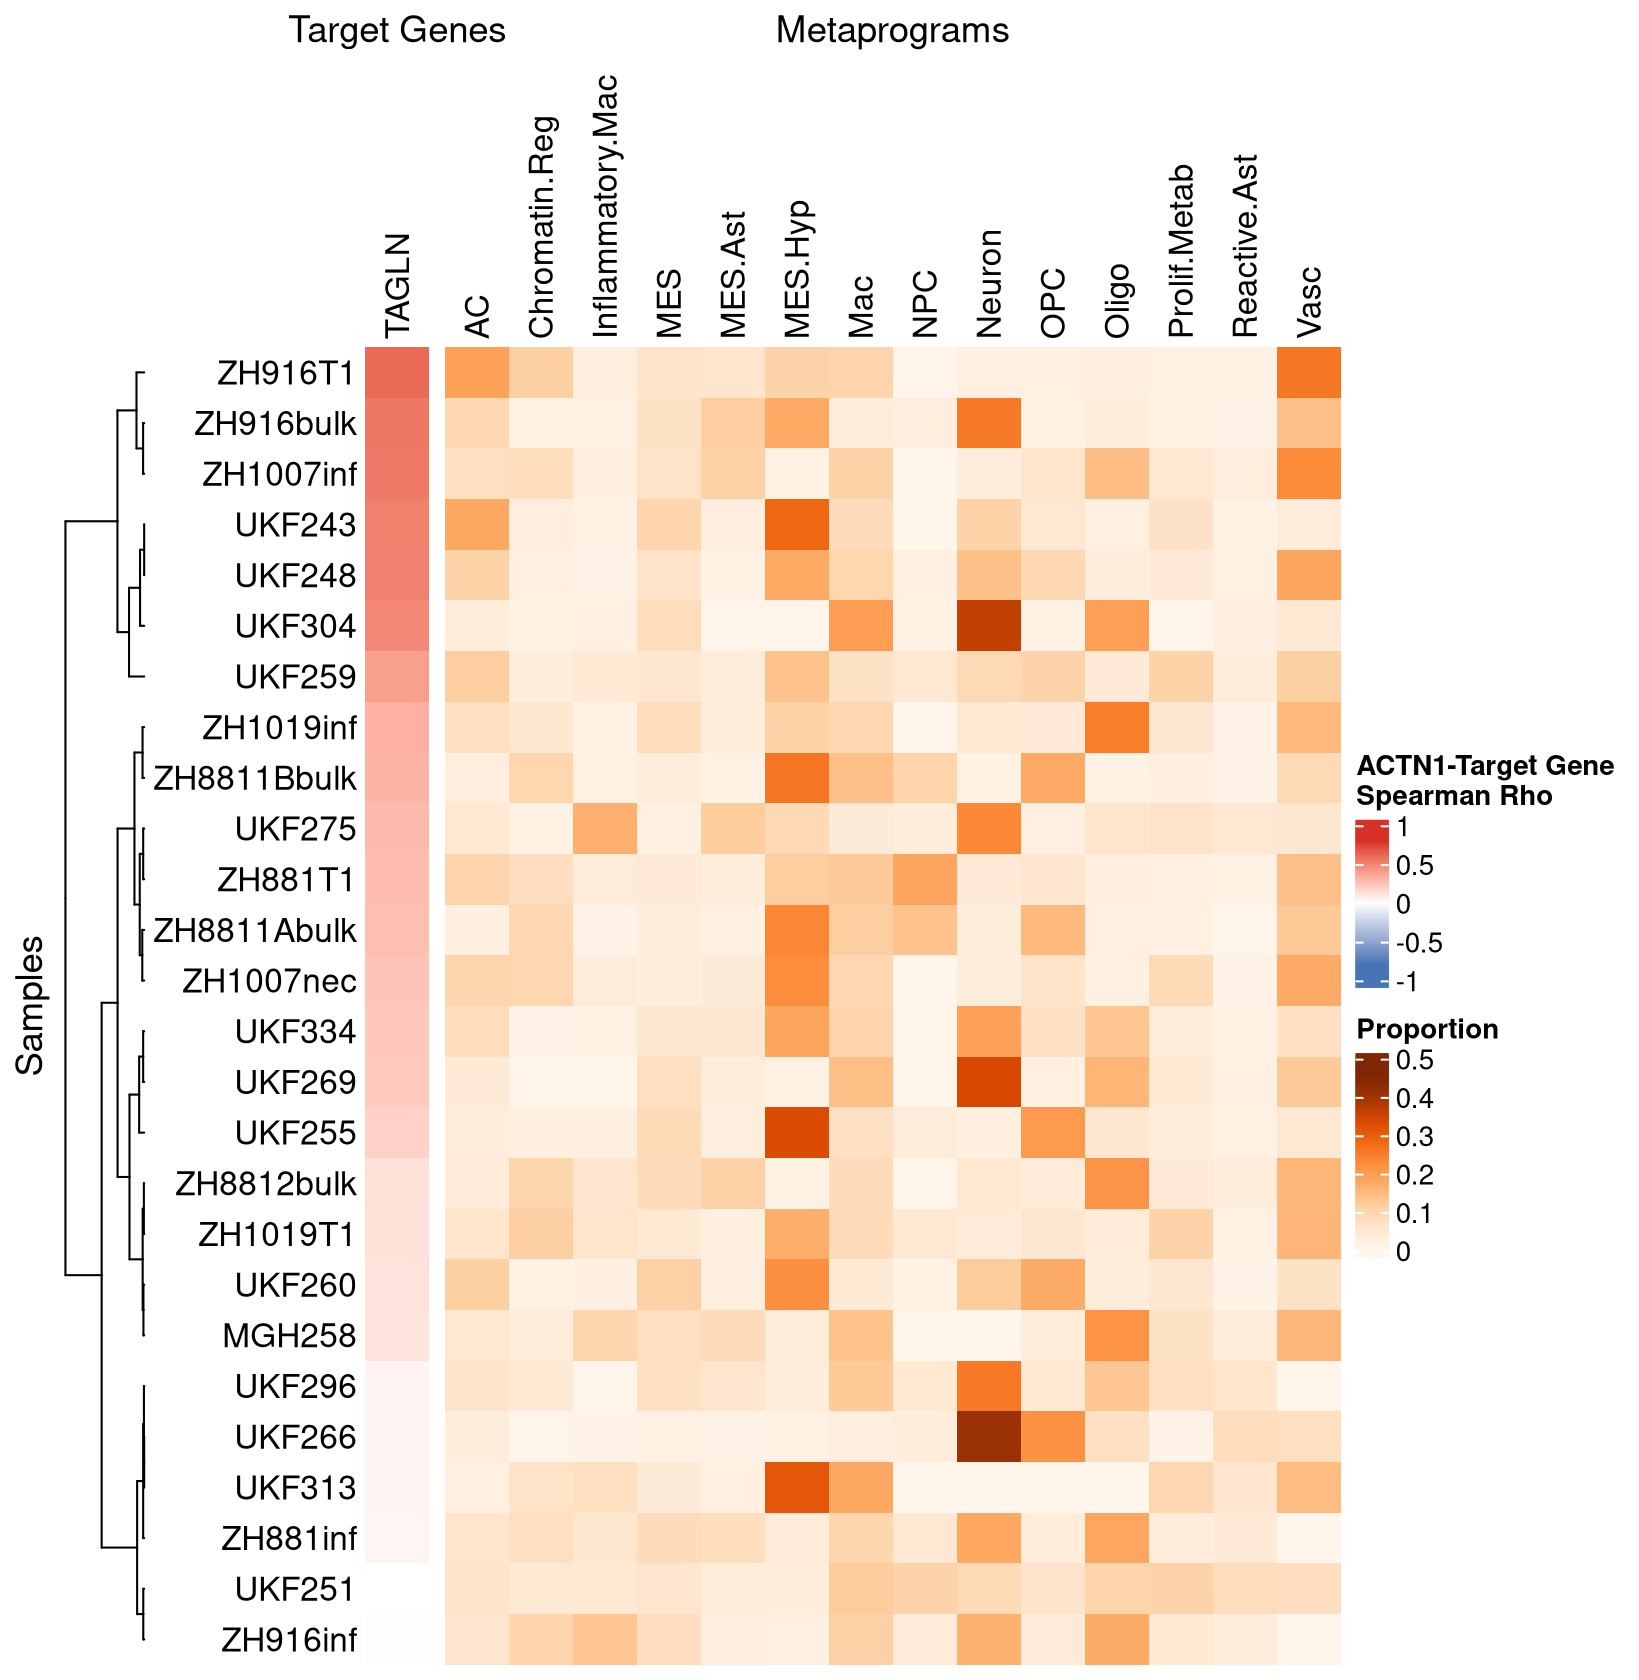 Target Genes
Metaprograms
TAGLN
AC
Chromatin.Reg
Inflammatory.Mac
MES
MES.Ast
MES.Hyp
Mac
NPC
Neuron
OPC
Oligo
Prolif.Metab
Reactive.Ast
Vasc
Samples
ZH916T1
ZH916bulk
ZH1007inf
UKF243
UKF248
UKF304
UKF259
ZH1019inf
ZH8811Bbulk
UKF275
ZH881T1
ZH8811Abulk
ZH1007nec
UKF334
UKF269
UKF255
ZH8812bulk
ZH1019T1
UKF260
MGH258
UKF296
UKF266
UKF313
ZH881inf
UKF251
ZH916inf
ACTN1-Target Gene
Spearman Rho
1
0.5
0
-0.5
-1
Proportion
0.5
0.4
0.3
0.2
0.1
0